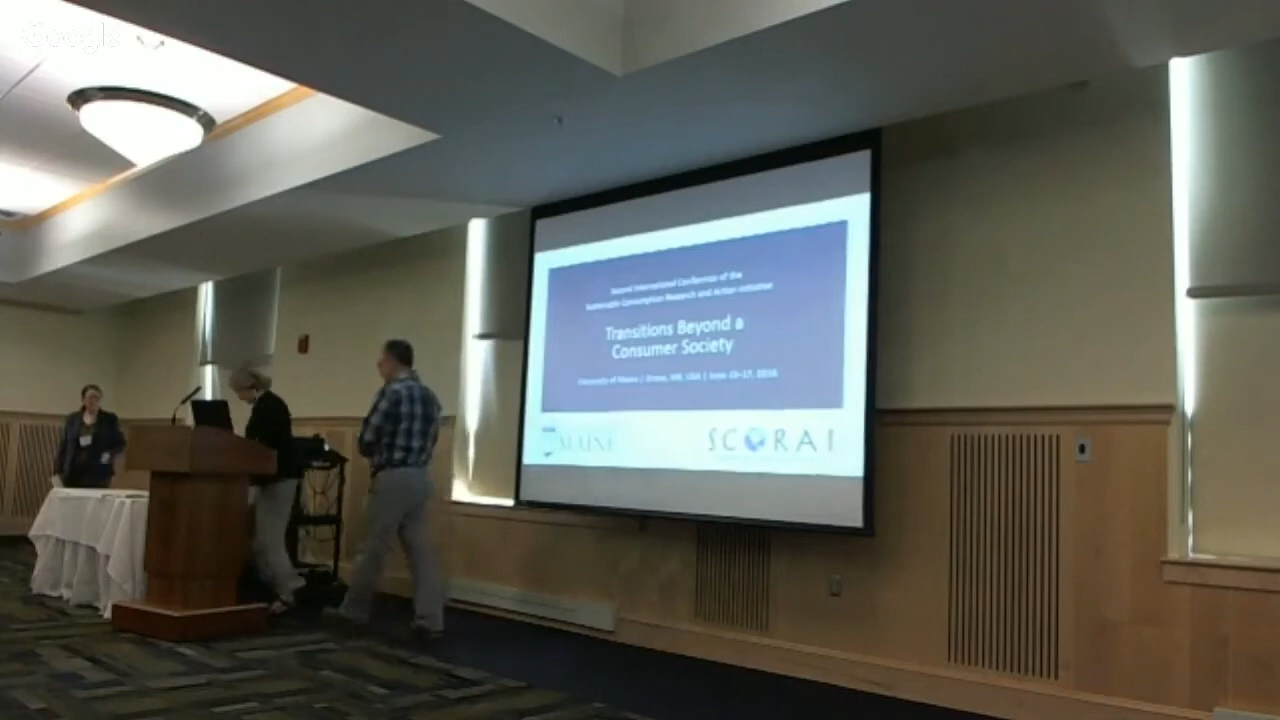 Google
Second International Conference of the
Sustainable Consumption Research and Action Initiative
Transitions Beyond a
Consumer Society
University of Maine | Orono, ME, USA | June 15-17, 2016
MAINE
SCORAI